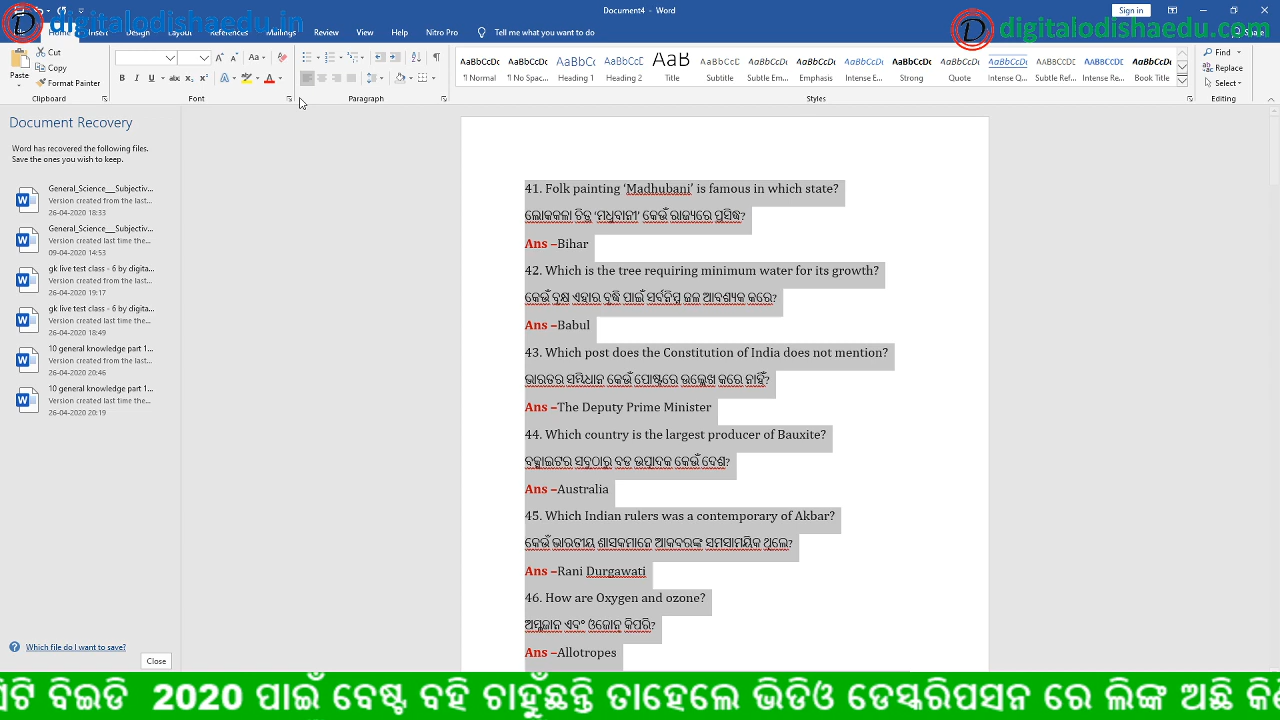 Document4 - Word
Sign in
digitalodishaedu.in
digitalodishaedu.com
Home Insert Design Layout References Mailings Review View Help Nitro Pro Tell me what you want to do Share
Paste
Cut
Copy
Format Painter
Clipboard
Font
Paragraph
AaBbCcDc ¶ Normal
¶ No Spac...
Heading 1
Heading 2
Title
Subtitle
Subtle Em...
Emphasis
Intense E...
Strong
Quote
Intense Q...
Subtle Ref...
Intense Re...
Book Title
Styles
Find
Replace
Select
Editing
Document Recovery
Word has recovered the following files.
Save the ones you wish to keep.
General_Science__Subjectiv...
Version created from the last...
26-04-2020 18:33
General_Science__Subjectiv...
Version created from the last...
09-04-2020 14:53
gk live test class - 6 by digita...
Version created last time the...
26-04-2020 19:17
gk live test class - 6 by digita...
Version created last time the...
26-04-2020 18:49
10 general knowledge part 1...
Version created from the last...
26-04-2020 20:46
10 general knowledge part 1...
Version created last time the...
26-04-2020 20:19
Which file do I want to save?
Close
41. Folk painting ‘Madhubani’ is famous in which state?
ଲୋକକଳା ଚିତ୍ର ‘ମଧୁବାନୀ’ କେଉଁ ରାଜ୍ୟରେ ପ୍ରସିଦ୍ଧ?
Ans –Bihar
42. Which is the tree requiring minimum water for its growth?
କେଉଁ ବୃକ୍ଷ ଏହାର ବୃଦ୍ଧି ପାଇଁ ସର୍ବନିମ୍ନ ଜଳ ଆବଶ୍ୟକ କରେ?
Ans –Babul
43. Which post does the Constitution of India does not mention?
ଭାରତର ସମ୍ବିଧାନ କେଉଁ ପୋଷ୍ଟରେ ଉଲ୍ଲେଖ କରେ ନାହିଁ?
Ans –The Deputy Prime Minister
44. Which country is the largest producer of Bauxite?
ବକ୍ସାଇଟର ସବୁଠାରୁ ବଡ ଉତ୍ପାଦକ କେଉଁ ଦେଶ?
Ans –Australia
45. Which Indian rulers was a contemporary of Akbar?
କେଉଁ ଭାରତୀୟ ଶାସକମାନେ ଆକବରଙ୍କ ସମସାମୟିକ ଥିଲେ?
Ans –Rani Durgawati
46. How are Oxygen and ozone?
ଅମ୍ଳଜାନ ଏବଂ ଓଜୋନ୍ କିପରି?
Ans –Allotropes
ସିଟି ବିଇଡି 2020 ପାଇଁ ବେଷ୍ଟ ବହି ଚାହୁଁଛନ୍ତି ତାହେଲେ ଭିଡିଓ ଡେସ୍କରିପସନ ରେ ଲିଙ୍କ ଅଛି